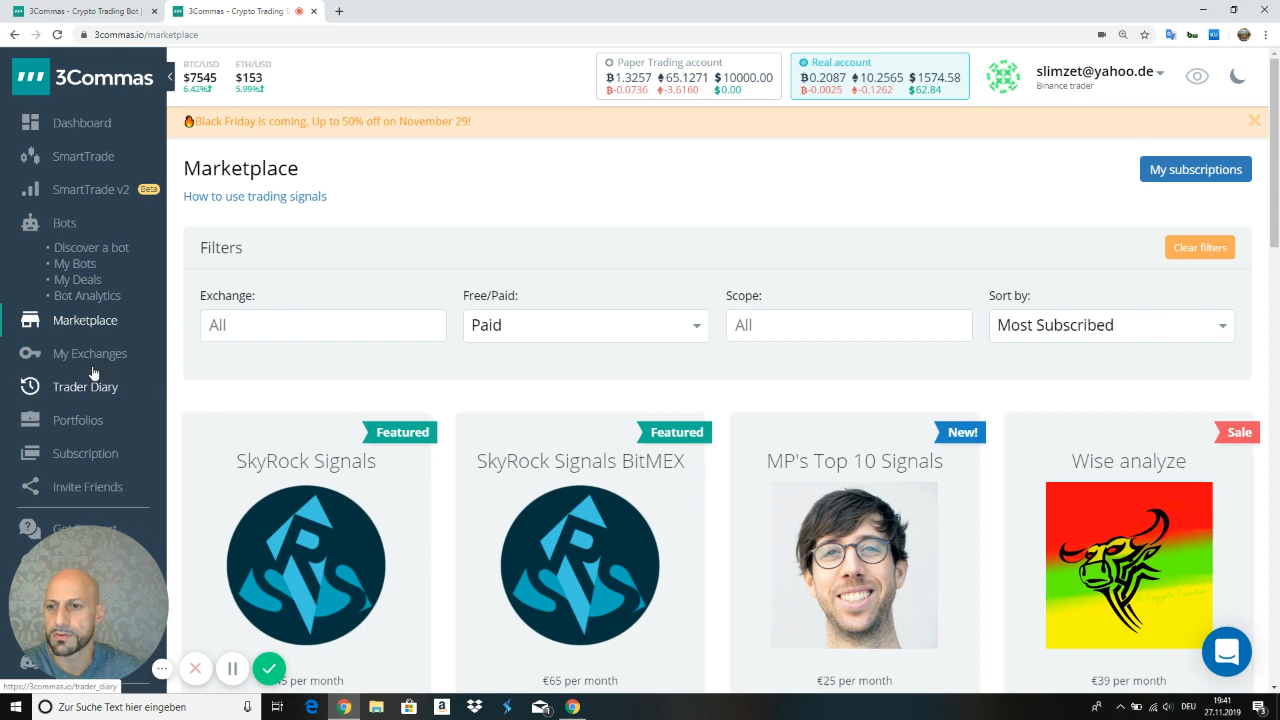 3Commas - Crypto Trading Bot |
3Commas - Crypto Trading:
3commas.io/marketplace
3Commas
BTC/USD
$7545
6.42%
ETH/USD
$153
5.99%
Paper Trading account
1.3257 65.1271 $10000.00
-0.0736 -3.6160 $0.00
Real account
0.2087 10.2565 $1574.58
-0.0025 -0.1262 $62.84
slimzet@yahoo.de
Binance trader
Black Friday is coming. Up to 50% off on November 29!
Dashboard
SmartTrade
SmartTrade v2 Beta
Bots
• Discover a bot
• My Bots
• My Deals
• Bot Analytics
Marketplace
My Exchanges
Trader Diary
Portfolios
Subscription
Invite Friends
Marketplace
My subscriptions
How to use trading signals
Filters
Clear filters
Exchange:
All
Free/Paid:
Paid
Scope:
All
Sort by:
Most Subscribed
Featured
SkyRock Signals
5 per month
Featured
SkyRock Signals BitMEX
€65 per month
New!
MP's Top 10 Signals
€25 per month
Sale
Wise analyze
€39 per month
https://3commas.io/trader_diary
Zur Suche Text hier eingeben
DEU
19:41
27.11.2019